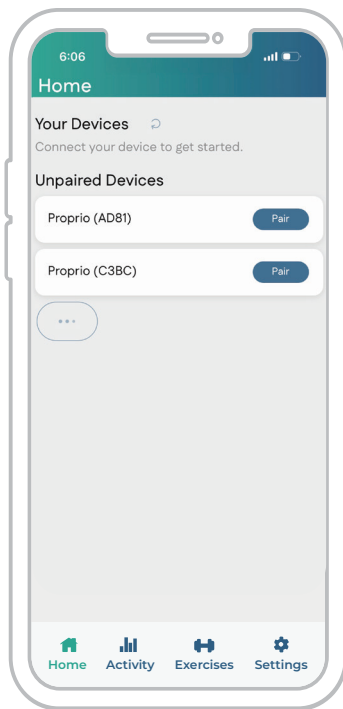 6:06
Home
Your Devices
Connect your device to get started.
Unpaired Devices
Proprio (AD81)
Pair
Proprio (C3BC)
Pair
Home Activity Exercises Settings